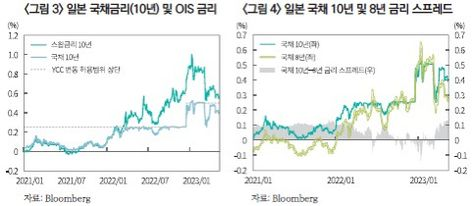 <그림 3> 일본 국채금리(10년) 및 OIS 금리
(%)
스왑금리 10년
국채 10년
YCC 변동 허용범위 상단
1.2
1.0
0.8
0.6
0.4
0.2
0
-0.2
2021/01 2021/07 2022/01 2022/07 2023/01
자료: Bloomberg
<그림 4> 일본 국채 10년 및 8년 금리 스프레드
(%) (%)
국채 10년(좌)
국채 8년(좌)
국채 10년-8년 금리 스프레드(우)
0.7 0.6
0.6 0.5
0.5 0.4
0.4 0.3
0.3 0.2
0.2 0.1
0.1 0
0 -0.1
-0.1 -0.2
2021/01 2022/01 2023/01
자료: Bloomberg